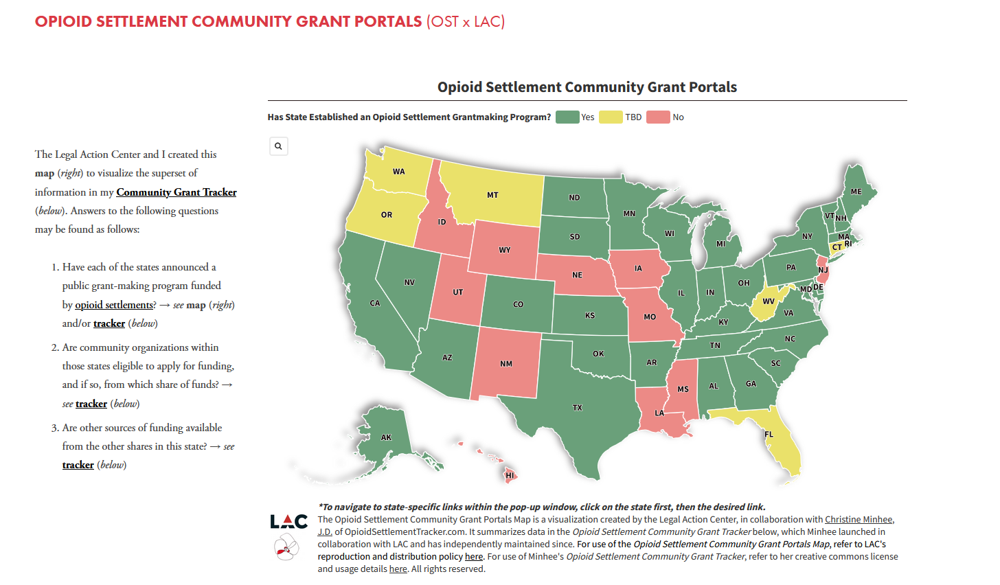 OPIOID SETTLEMENT COMMUNITY GRANT PORTALS (OST x LAC)
Opioid Settlement Community Grant Portals
Has State Established an Opioid Settlement Grantmaking Program? Yes TBD No
The Legal Action Center and I created this
map (right) to visualize the superset of
information in my Community Grant Tracker
(below). Answers to the following questions
may be found as follows:
1. Have each of the states announced a
public grant-making program funded
by opioid settlements? → see map (right)
and/or tracker (below)
2. Are community organizations within
those states eligible to apply for funding,
and if so, from which share of funds? →
see tracker (below)
3. Are other sources of funding available
from the other shares in this state? → see
tracker (below)
WA
MT
ND
MN
ME
OR
ID
SD
WI
MI
VT
NH
NY
MA
CT
RI
WY
NE
IA
PA
NJ
NV
UT
CO
IL
IN
OH
MD
DE
WV
CA
KS
MO
KY
VA
AZ
NM
OK
AR
TN
NC
SC
MS
AL
GA
TX
LA
FL
AK
HI
*To navigate to state-specific links within the pop-up window, click on the state first, then the desired link.
LAC
The Opioid Settlement Community Grant Portals Map is a visualization created by the Legal Action Center, in collaboration with Christine Minhee,
J.D. of OpioidSettlementTracker.com. It summarizes data in the Opioid Settlement Community Grant Tracker below, which Minhee launched in
collaboration with LAC and has independently maintained since. For use of the Opioid Settlement Community Grant Portals Map, refer to LAC's
reproduction and distribution policy here. For use of Minhee's Opioid Settlement Community Grant Tracker, refer to her creative commons license
and usage details here. All rights reserved.